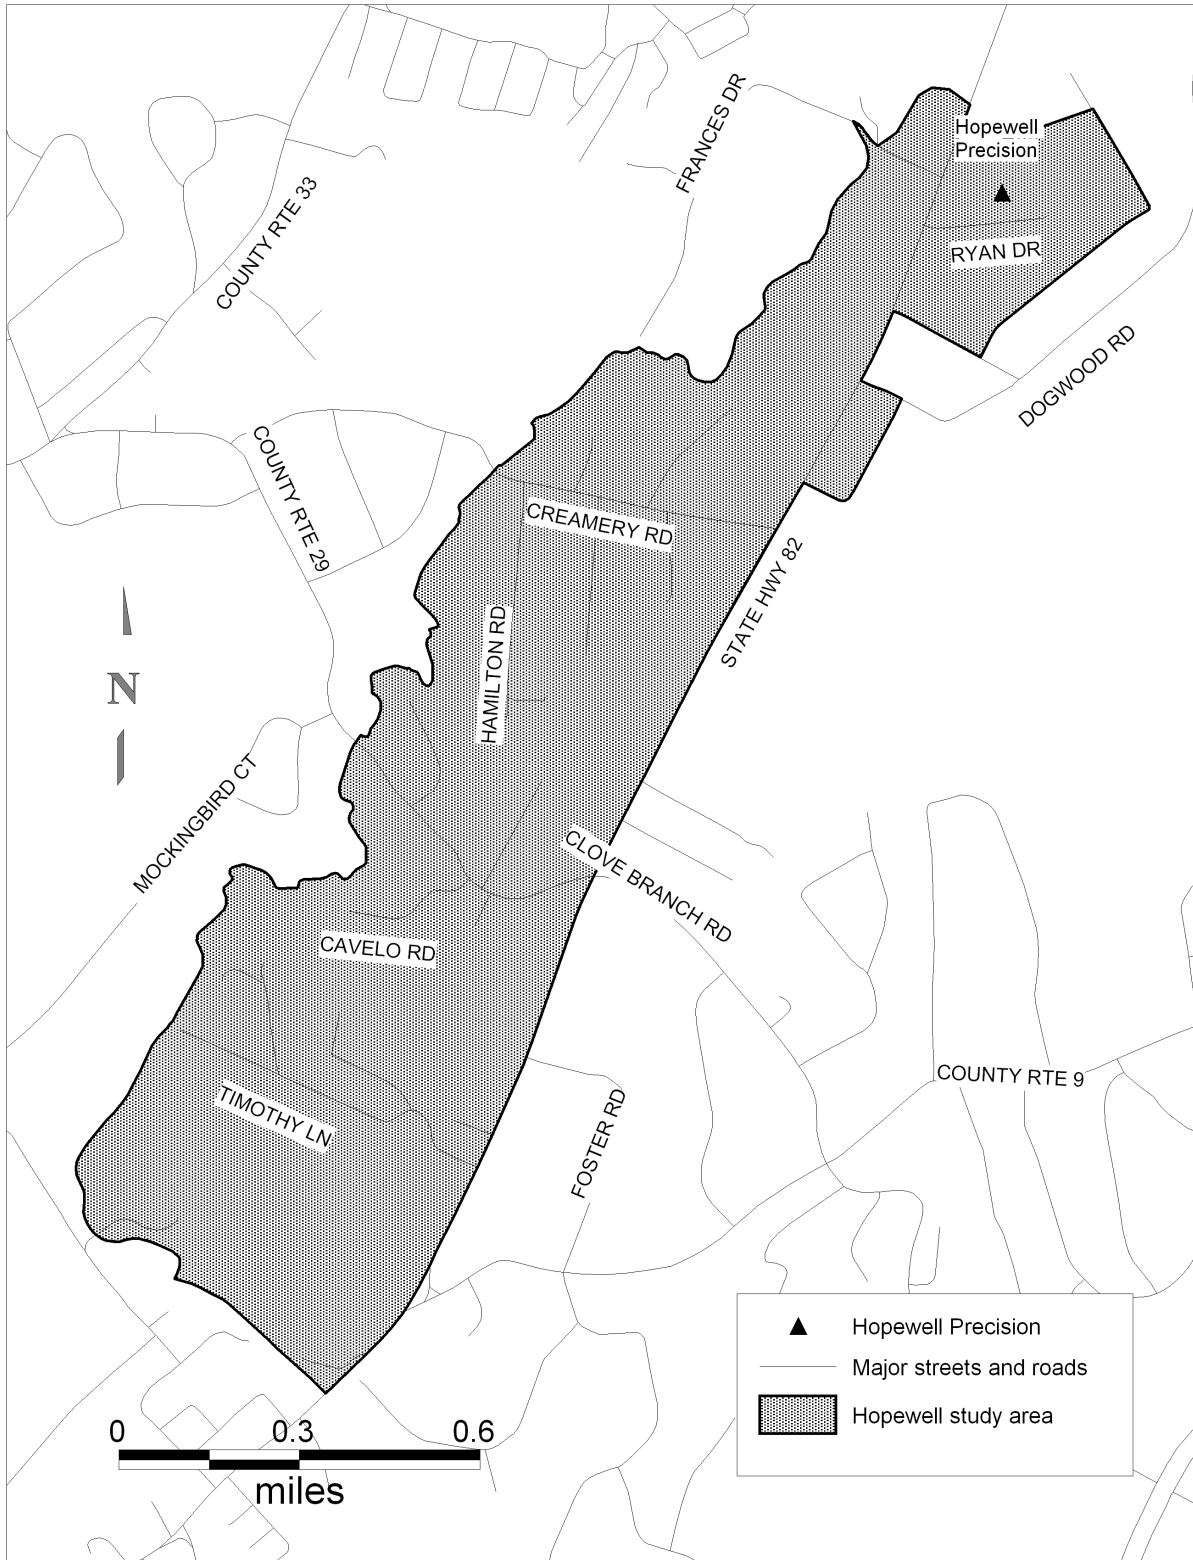 FRANCES DR
Hopewell
Precision
COUNTY RTE 33
RYAN DR
DOGWOOD RD
COUNTY RTE 29
CREAMERY RD
STATE HWY 82
HAMILTON RD
N
MOCKINGBIRD CT
CLOVE BRANCH RD
CAVELO RD
COUNTY RTE 9
TIMOTHY LN
FOSTER RD
Hopewell Precision
Major streets and roads
Hopewell study area
0 0.3 0.6
miles